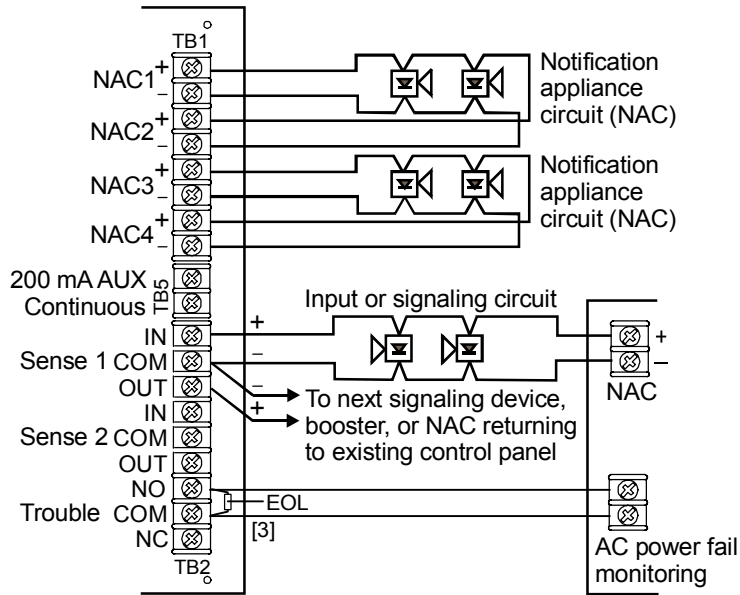 TB1
NAC1
+
–
NAC2
+
–
NAC3
+
–
NAC4
+
–
Notification
appliance
circuit (NAC)
Notification
appliance
circuit (NAC)
200 mA AUX
Continuous
TB5
Input or signaling circuit
IN
+
Sense 1 COM
–
OUT
–
+
To next signaling device,
booster, or NAC returning
to existing control panel
+
–
NAC
IN
Sense 2 COM
OUT
NO
Trouble COM
NC
EOL
[3]
TB2
AC power fail
monitoring